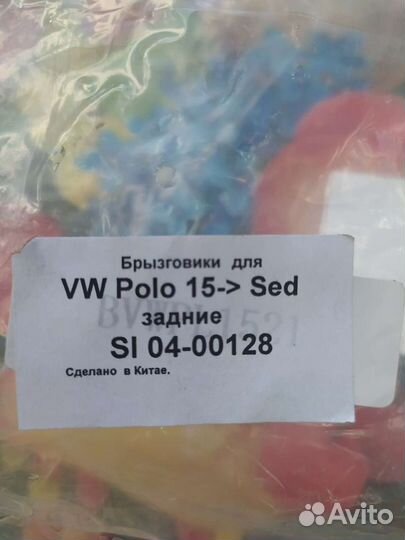 Брызговики для
VW Polo 15-> Sed
задние
SI 04-00128
Сделано в Китае.
Avito